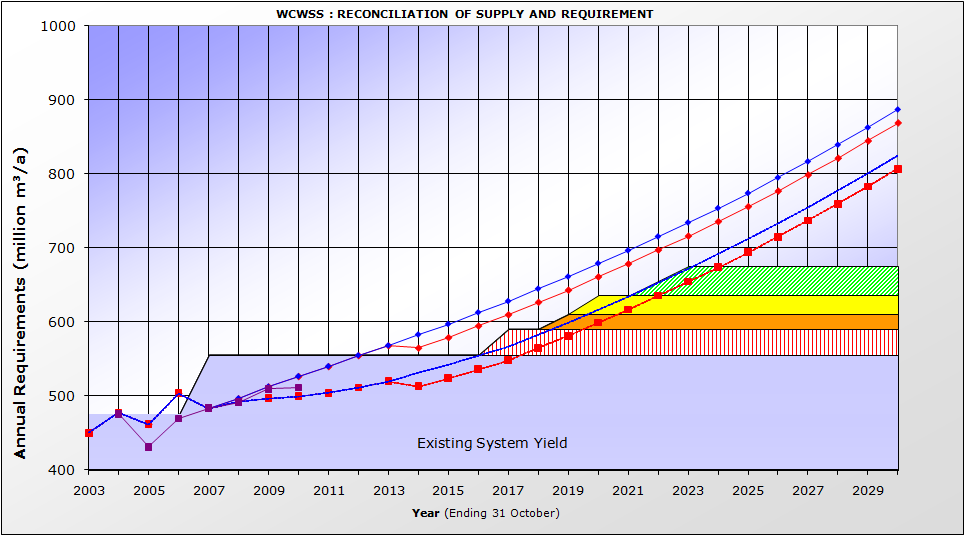 WCWSS : RECONCILIATION OF SUPPLY AND REQUIREMENT
1000
900
800
700
600
500
400
Annual Requirements (million m³/a)
Existing System Yield
2003 2005 2007 2009 2011 2013 2015 2017 2019 2021 2023 2025 2027 2029
Year (Ending 31 October)